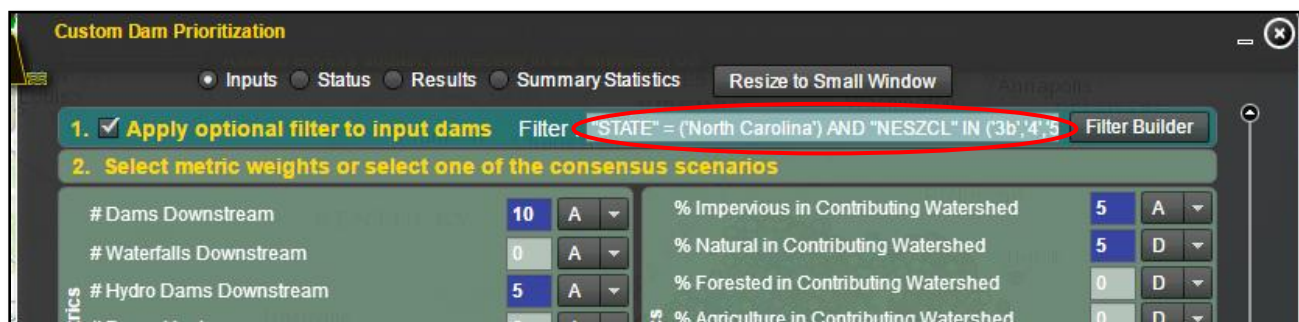 Custom Dam Prioritization
Inputs Status Results Summary Statistics Resize to Small Window
1. Apply optional filter to input dams Filter: "STATE" = ('North Carolina') AND "NESZCL" IN ('3b','4','5 Filter Builder
2. Select metric weights or select one of the consensus scenarios
# Dams Downstream 10 A % Impervious in Contributing Watershed 5 A
# Waterfalls Downstream 0 A % Natural in Contributing Watershed 5 D
# Hydro Dams Downstream 5 A % Forested in Contributing Watershed 0 D
% Agriculture in Contributing Watershed 0 D